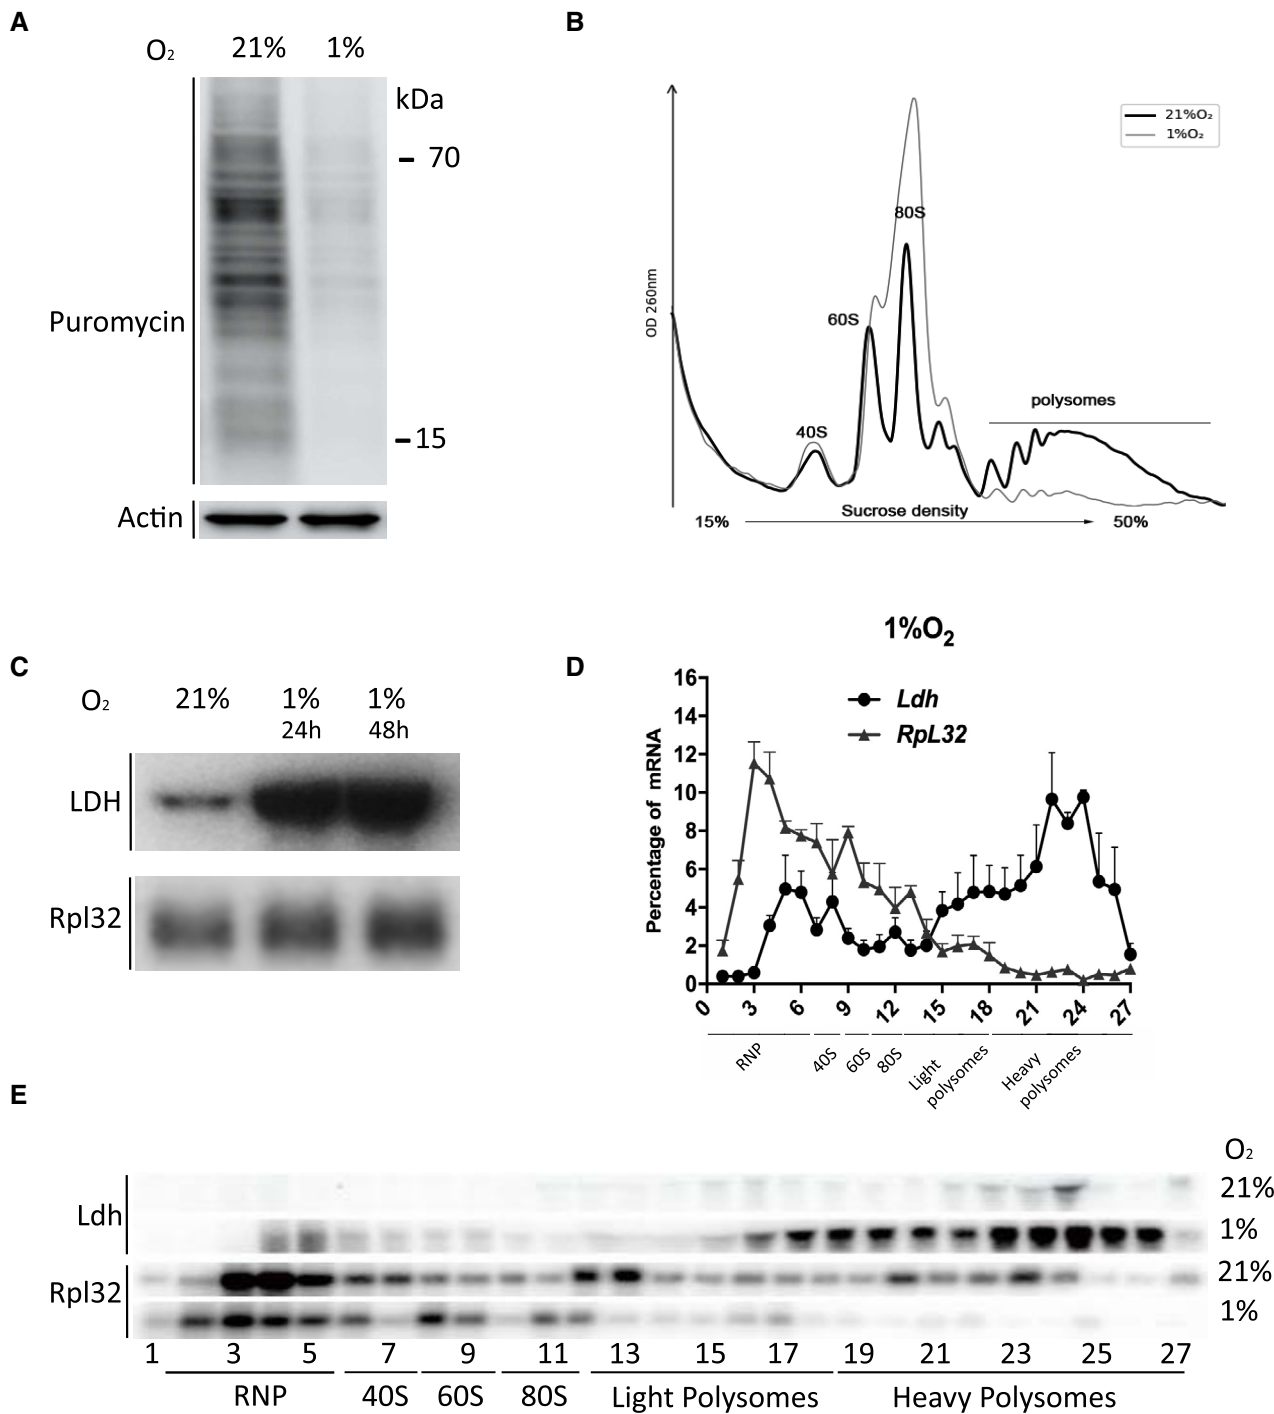 A
O2 21% 1%
kDa
70
Puromycin
15
Actin
B
21%O₂
1%O₂
OD 260nm
80S
60S
40S
polysomes
Sucrose density
15% 50%
C
O2 21% 1% 1%
24h 48h
LDH
Rpl32
D
1%O2
Ldh
RpL32
Percentage of mRNA
16
14
12
10
8
6
4
2
0
0 3 6 9 12 15 18 21 24 27
RNP 40S 60S 80S Light polysomes Heavy polysomes
E
O2
Ldh 21%
1%
Rpl32 21%
1%
1 3 5 7 9 11 13 15 17 19 21 23 25 27
RNP 40S 60S 80S Light Polysomes Heavy Polysomes